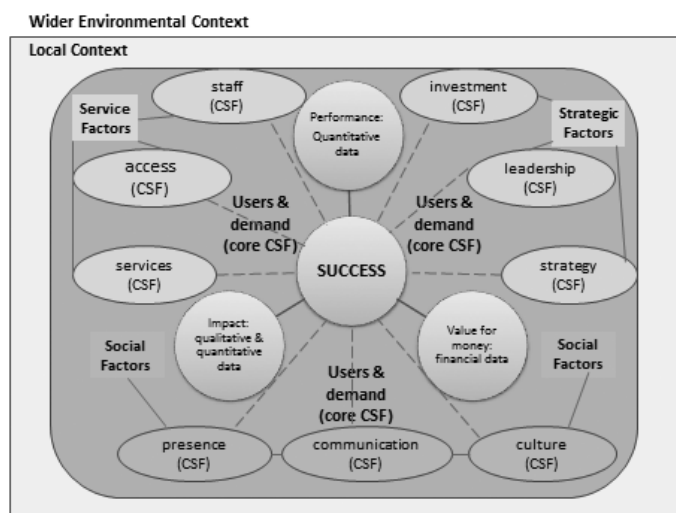 Wider Environmental Context
Local Context
staff
(CSF)
investment
(CSF)
Performance:
Quantitative
data
Service
Factors
Strategic
Factors
access
(CSF)
leadership
(CSF)
Users &
demand
(core CSF)
Users &
demand
(core CSF)
SUCCESS
services
(CSF)
strategy
(CSF)
Impact:
qualitative &
quantitative
data
Value for
money:
financial data
Social
Factors
Social
Factors
Users &
demand
(core CSF)
presence
(CSF)
communication
(CSF)
culture
(CSF)